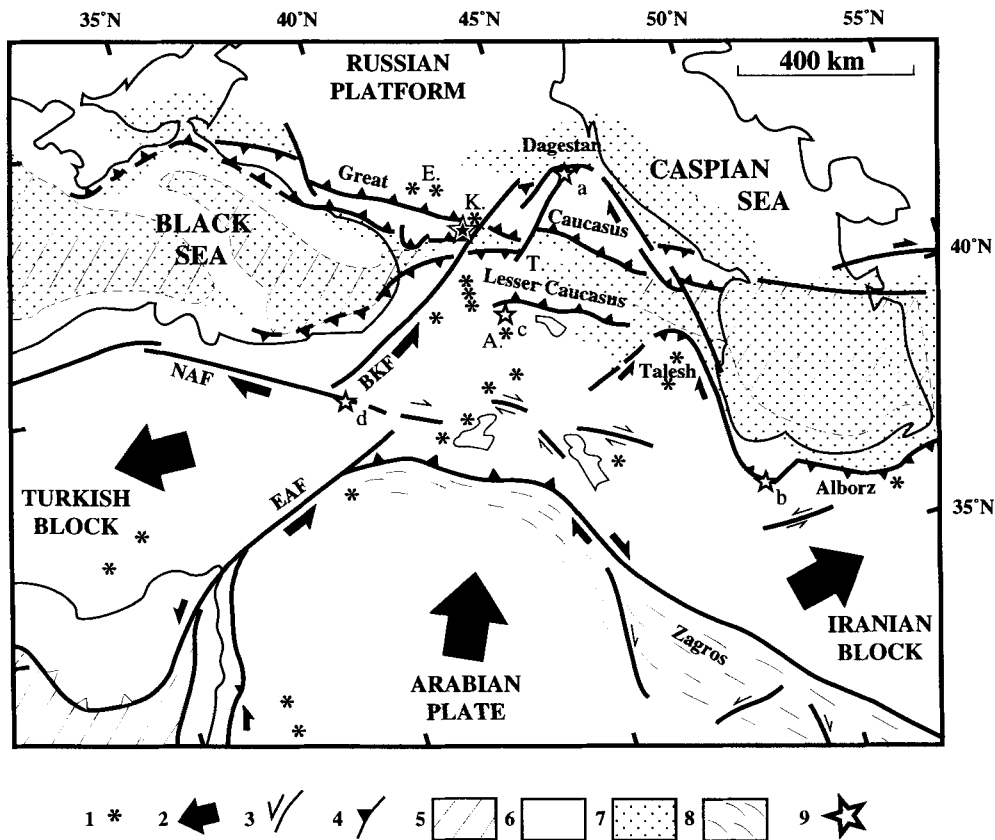 35°N
40°N
45°N
50°N
55°N
RUSSIAN
PLATFORM
400 km
Dagestan
CASPIAN
SEA
Great
E.
a
K.
BLACK
SEA
Caucasus
40°N
T
Lesser Caucasus
A.
c
BKF
NAF
Talesh
d
EAF
Alborz
b
TURKISH
BLOCK
35°N
IRANIAN
BLOCK
Zagros
ARABIAN
PLATE
1
2
3
4
5
6
7
8
9